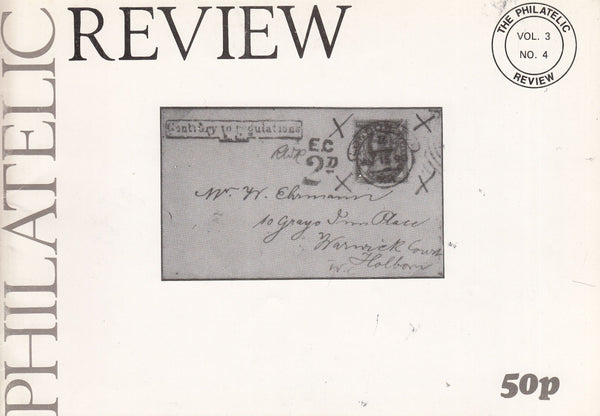 PHILATELIC
REVIEW
THE PHILATELIC
VOL. 3
NO. 4
REVIEW
Contrary to regulations
E.C
2D
Mr. W. Ehrmann
10 Grays Inn Place
Warwick Court
W. Holborn
50p